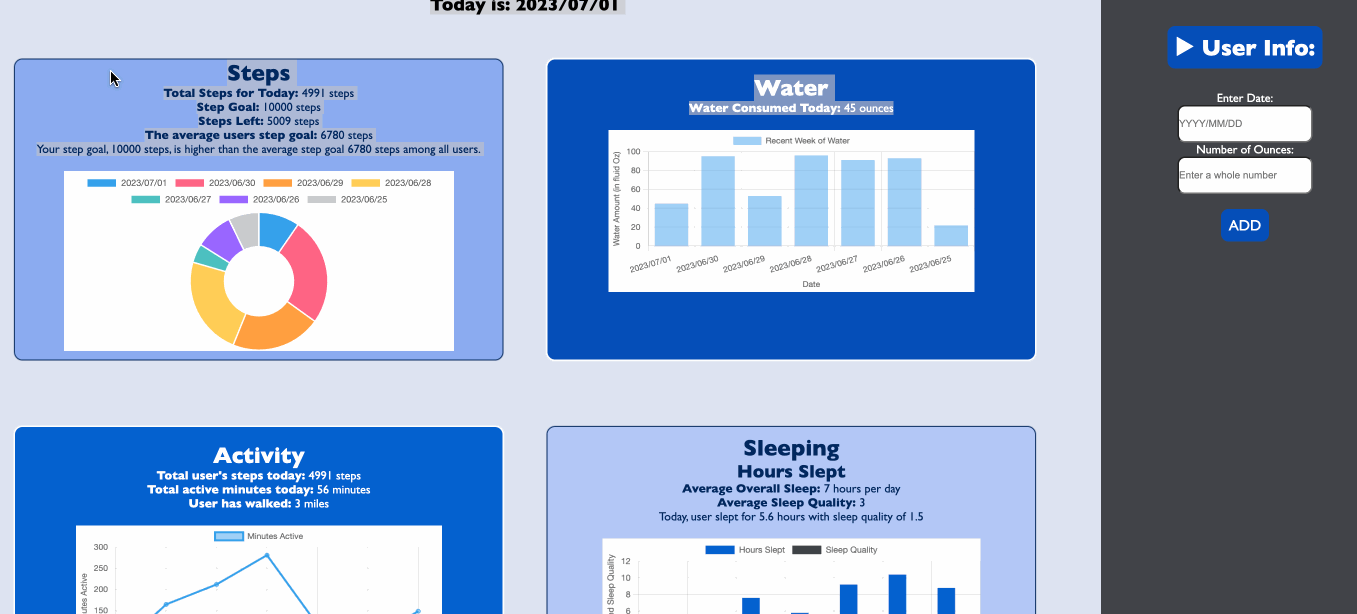 Today is: 2023/07/01
Steps
Total Steps for Today: 4991 steps
Step Goal: 10000 steps
Steps Left: 5009 steps
The average users step goal: 6780 steps
Your step goal, 10000 steps, is higher than the average step goal 6780 steps among all users.
2023/07/01 2023/06/30 2023/06/29 2023/06/28
2023/06/27 2023/06/26 2023/06/25
Water
Water Consumed Today: 45 ounces
Recent Week of Water
Water Amount (in fluid Oz)
100
80
60
40
20
0
2023/07/01 2023/06/30 2023/06/29 2023/06/28 2023/06/27 2023/06/26 2023/06/25
Date
User Info:
Enter Date:
YYYY/MM/DD
Number of Ounces:
Enter a whole number
ADD
Activity
Total user's steps today: 4991 steps
Total active minutes today: 56 minutes
User has walked: 3 miles
Minutes Active
utes Active
300
250
200
150
Sleeping
Hours Slept
Average Overall Sleep: 7 hours per day
Average Sleep Quality: 3
Today, user slept for 5.6 hours with sleep quality of 1.5
Hours Slept Sleep Quality
d Sleep Quality
12
10
8
6